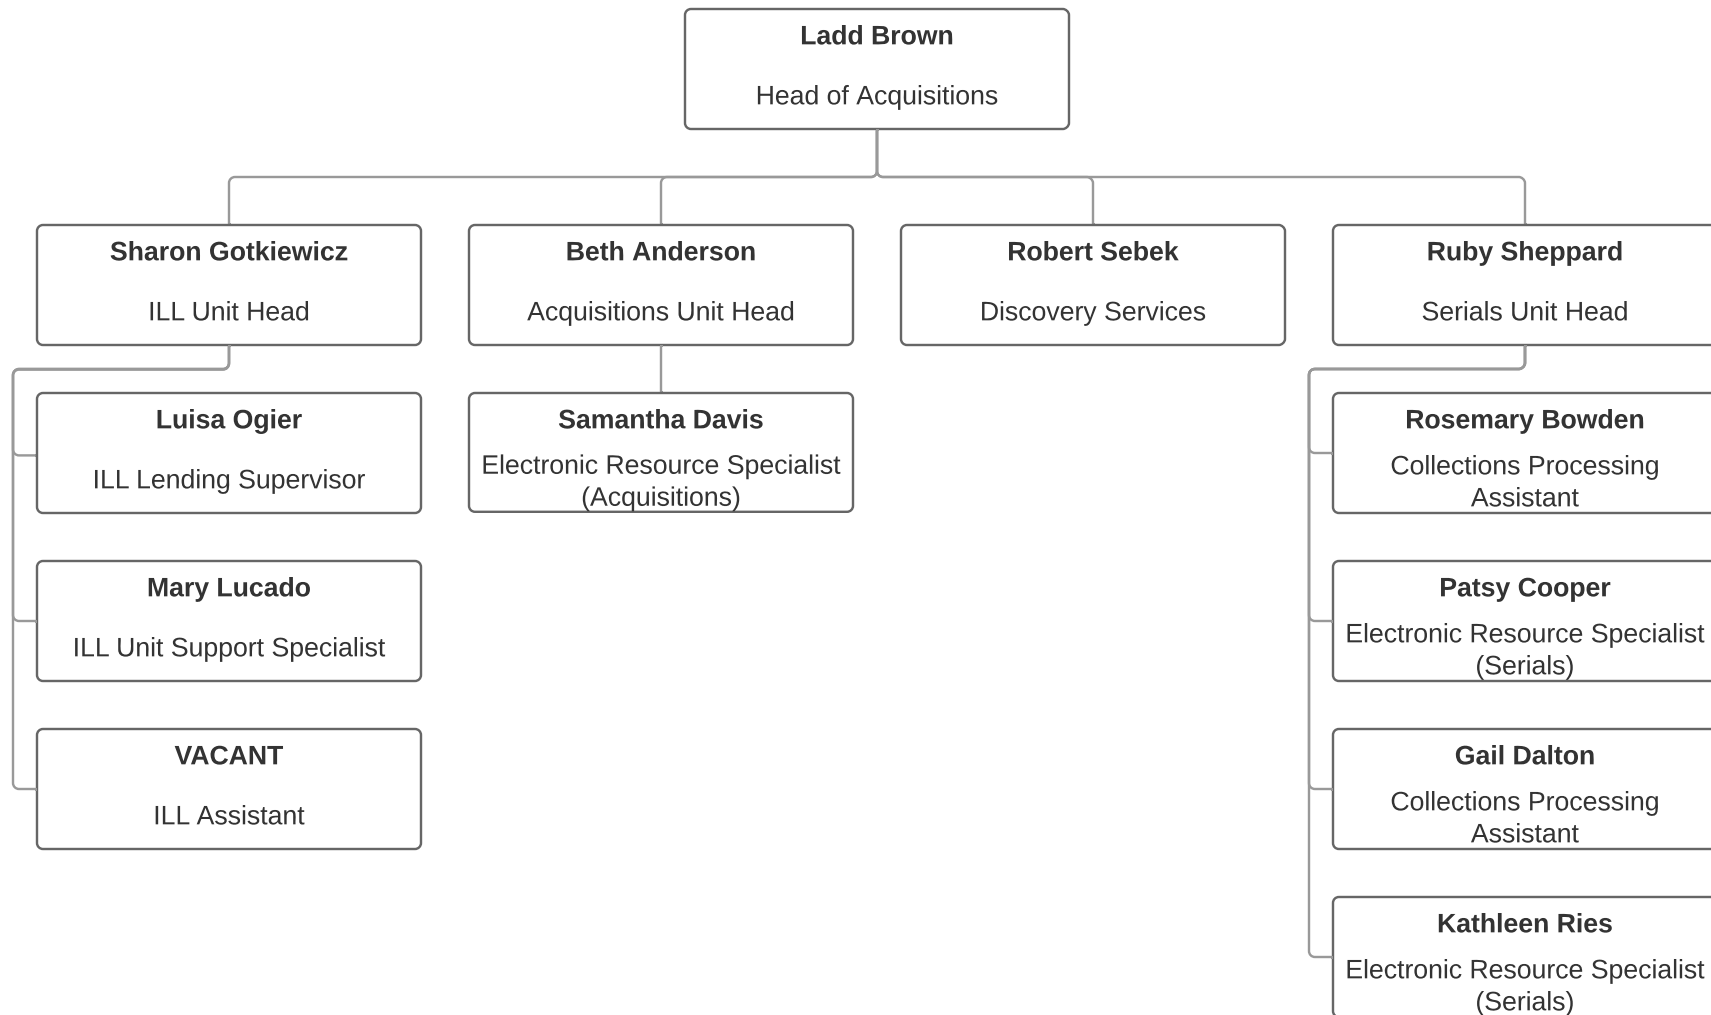 Ladd Brown
Head of Acquisitions
Sharon Gotkiewicz
ILL Unit Head
Beth Anderson
Acquisitions Unit Head
Robert Sebek
Discovery Services
Ruby Sheppard
Serials Unit Head
Luisa Ogier
ILL Lending Supervisor
Mary Lucado
ILL Unit Support Specialist
VACANT
ILL Assistant
Samantha Davis
Electronic Resource Specialist
(Acquisitions)
Rosemary Bowden
Collections Processing
Assistant
Patsy Cooper
Electronic Resource Specialist
(Serials)
Gail Dalton
Collections Processing
Assistant
Kathleen Ries
Electronic Resource Specialist
(Serials)